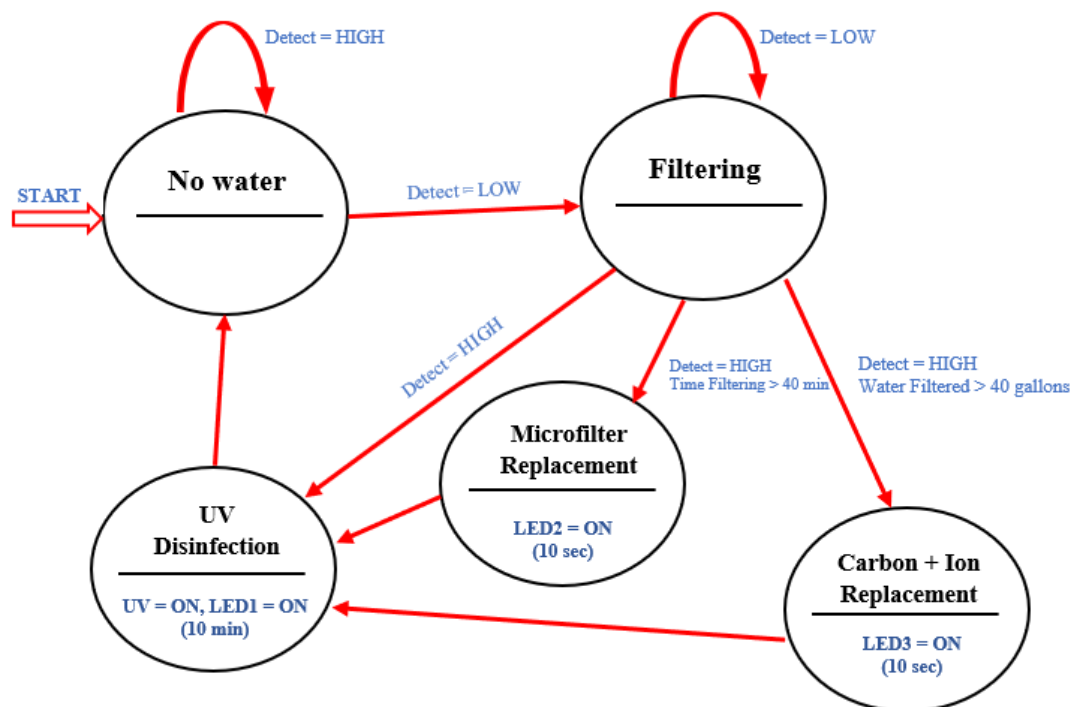 Detect = HIGH
Detect = LOW
No water
Filtering
START
Detect = LOW
Detect = HIGH
Detect = HIGH
Time Filtering > 40 min
Detect = HIGH
Water Filtered > 40 gallons
Microfilter
Replacement
LED2 = ON
(10 sec)
UV
Disinfection
UV = ON, LED1 = ON
(10 min)
Carbon + Ion
Replacement
LED3 = ON
(10 sec)